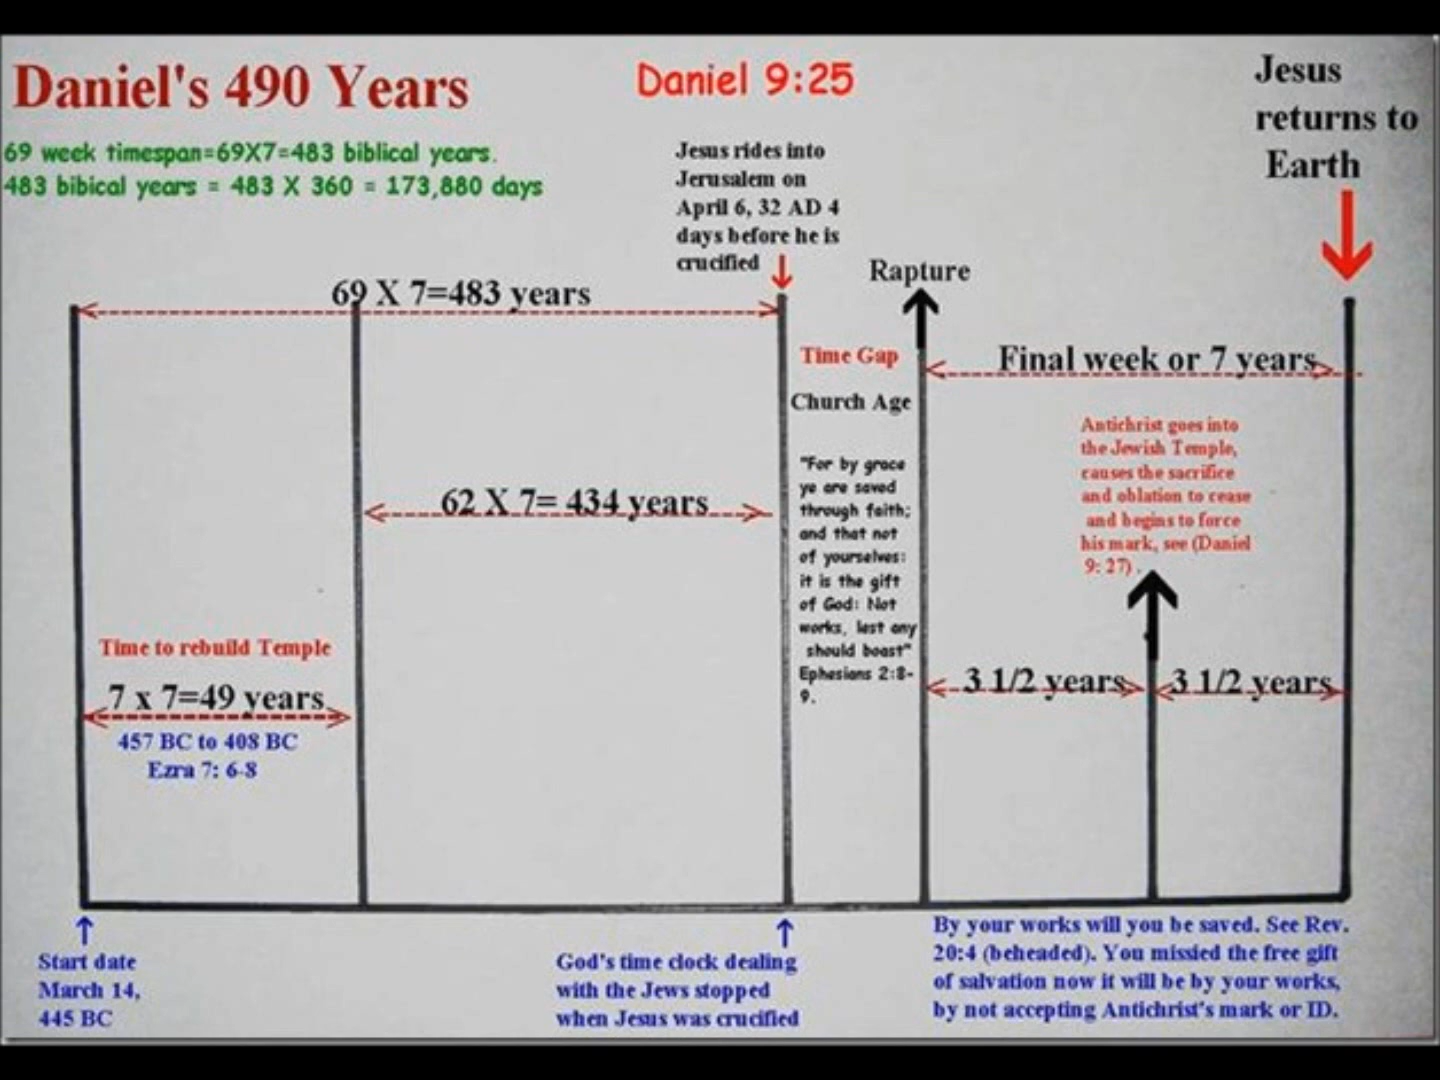 Daniel's 490 Years
Daniel 9:25
69 week timespan=69X7=483 biblical years.
483 bibical years = 483 X 360 = 173,880 days
Jesus rides into
Jerusalem on
April 6, 32 AD 4
days before he is
crucified
Jesus
returns to
Earth
Rapture
69 X 7=483 years
Time Gap
Church Age
Final week or 7 years
Antichrist goes into
the Jewish Temple,
causes the sacrifice
and oblation to cease
and begins to force
his mark, see (Daniel
9: 27) .
"For by grace
ye are saved
through faith;
and that not
of yourselves:
it is the gift
of God: Not
works, lest any
should boast"
Ephesians 2:8-
9.
62 X 7= 434 years
Time to rebuild Temple
7 x 7=49 years
457 BC to 408 BC
Ezra 7: 6-8
3 1/2 years
3 1/2 years
Start date
March 14,
445 BC
God's time clock dealing
with the Jews stopped
when Jesus was crucified
By your works will you be saved. See Rev.
20:4 (beheaded). You missied the free gift
of salvation now it will be by your works,
by not accepting Antichrist's mark or ID.